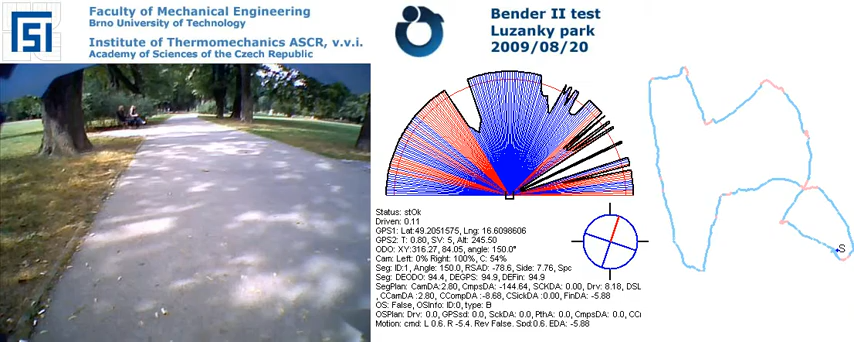 Faculty of Mechanical Engineering
Brno University of Technology
Institute of Thermomechanics ASCR, v.v.i.
Academy of Sciences of the Czech Republic
Bender II test
Luzanky park
2009/08/20
Status: stOk
Driven: 0.11
GPS1: Lat:49.2051575, Lng: 16.6098606
GPS2: T: 0.80, SV: 5, Alt: 245.50
ODO: XY:316.27, 84.05, angle: 150.0°
Cam: Left: 0% Right: 100%, C: 54%
Seg: ID:1, Angle: 150.0, RSAD: -78.6, Side: 7.76, Spc
Seg: DEODO: 94.4, DEGPS: 94.9, DEFin: 94.9
SegPlan: CamDA:2.80, CmpsDA: -144.64, SCKDA: 0.00, Drv: 8.18, DSL
, CCamDA :2.80, CCompDA :-8.68, CSickDA :0.00, FinDA: -5.88
OS: False, OSInfo: ID:0, type: B
OSPlan: Drv: 0.0, GPSsd: 0.0, SckDA: 0.0, PthA: 0.0, CmpsDA: 0.0, CCi
Motion: cmd: L 0.6, R -5.4, Rev False, Spd:0.6, EDA: -5.88
S